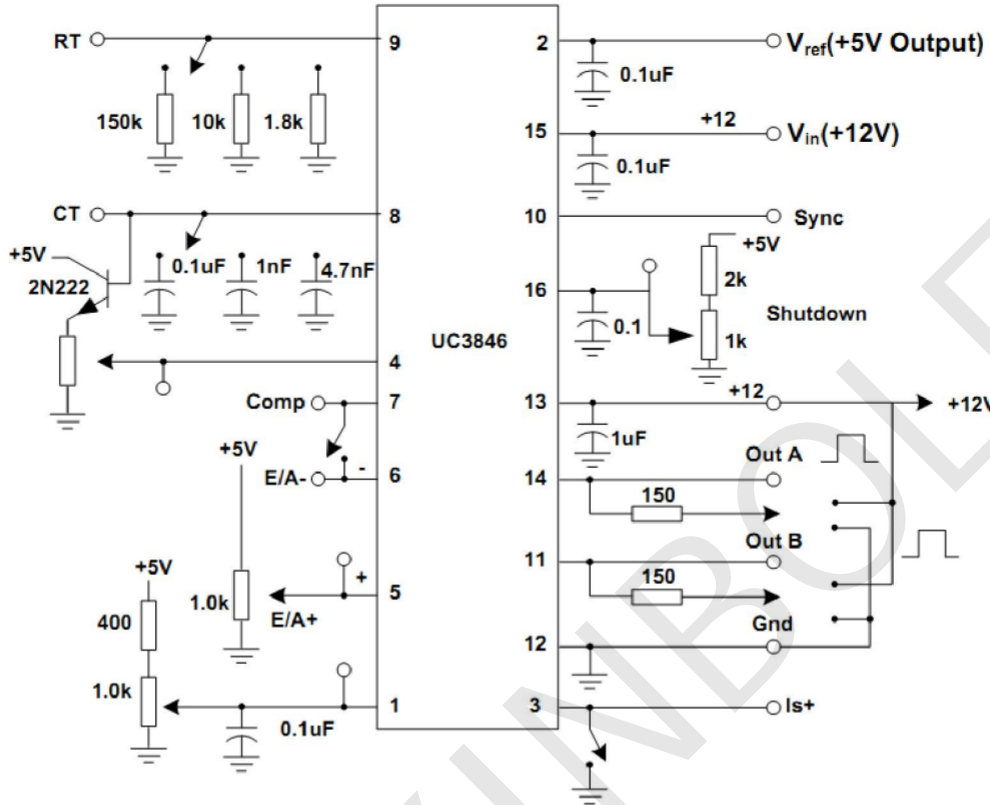 RT
9
150k
10k
1.8k
CT
8
+5V
2N222
0.1uF
1nF
4.7nF
4
Comp
7
+5V
E/A-
-
6
+5V
1.0k
+
5
E/A+
400
1.0k
0.1uF
1
UC3846
2
Vref(+5V Output)
0.1uF
15
+12
Vin(+12V)
0.1uF
10
Sync
+5V
2k
16
0.1
Shutdown
1k
13
+12
+12V
1uF
Out A
14
150
Out B
11
150
Gnd
12
3
Is+